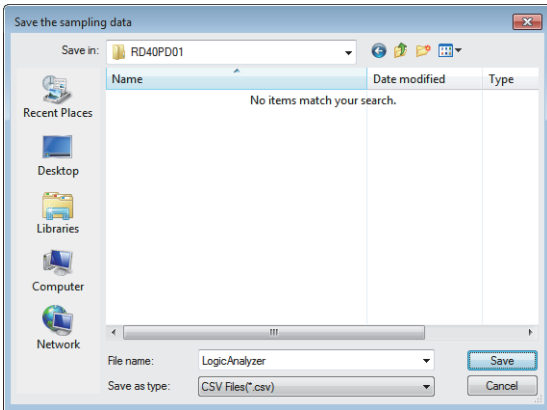 Save the sampling data
Save in: RD40PD01
Name Date modified Type
No items match your search.
Recent Places
Desktop
Libraries
Computer
Network
File name: LogicAnalyzer Save
Save as type: CSV Files(*.csv) Cancel